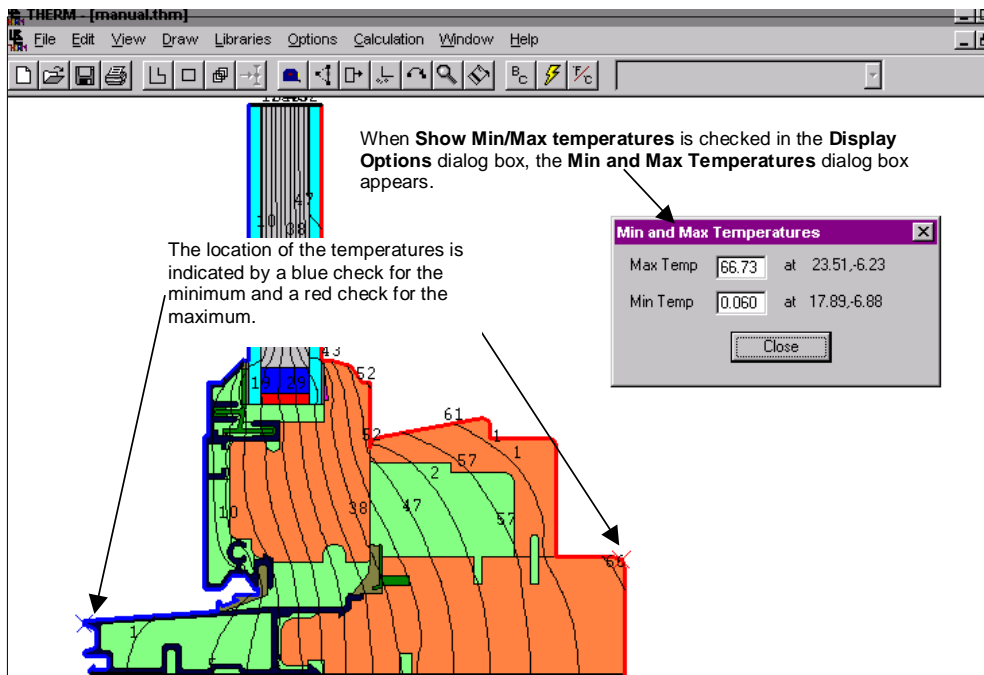 THERM - [manual.thm]
File Edit View Draw Libraries Options Calculation Window Help
B C F/C
When Show Min/Max temperatures is checked in the Display
Options dialog box, the Min and Max Temperatures dialog box
appears.
Min and Max Temperatures
Max Temp 66.73 at 23.51,-6.23
Min Temp 0.060 at 17.89,-6.88
Close
The location of the temperatures is
indicated by a blue check for the
minimum and a red check for the
maximum.
47
10
38
43
19 29
52
61
52
1
1
57
2
38
47
57
10
1